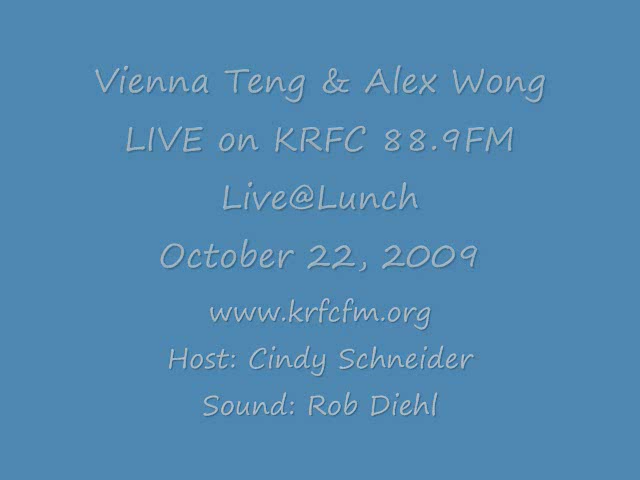 Vienna Teng & Alex Wong
LIVE on KRFC 88.9FM
Live@Lunch
October 22, 2009
www.krfcfm.org
Host: Cindy Schneider
Sound: Rob Diehl